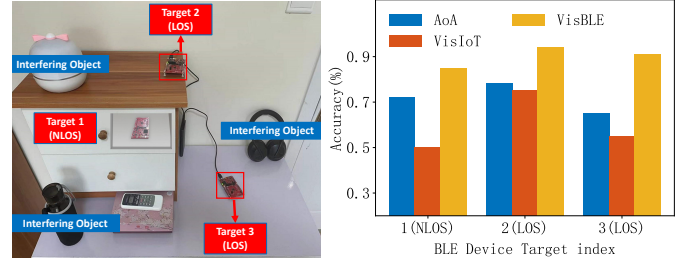 Target 2
(LOS)
Interfering Object
Target 1
(NLOS)
Interfering Object
Interfering Object
Target 3
(LOS)
AoA
VisBLE
VisIoT
Accuracy(%)
0.9
0.7
0.5
0.3
1(NLOS)
2(LOS)
3(LOS)
BLE Device Target index